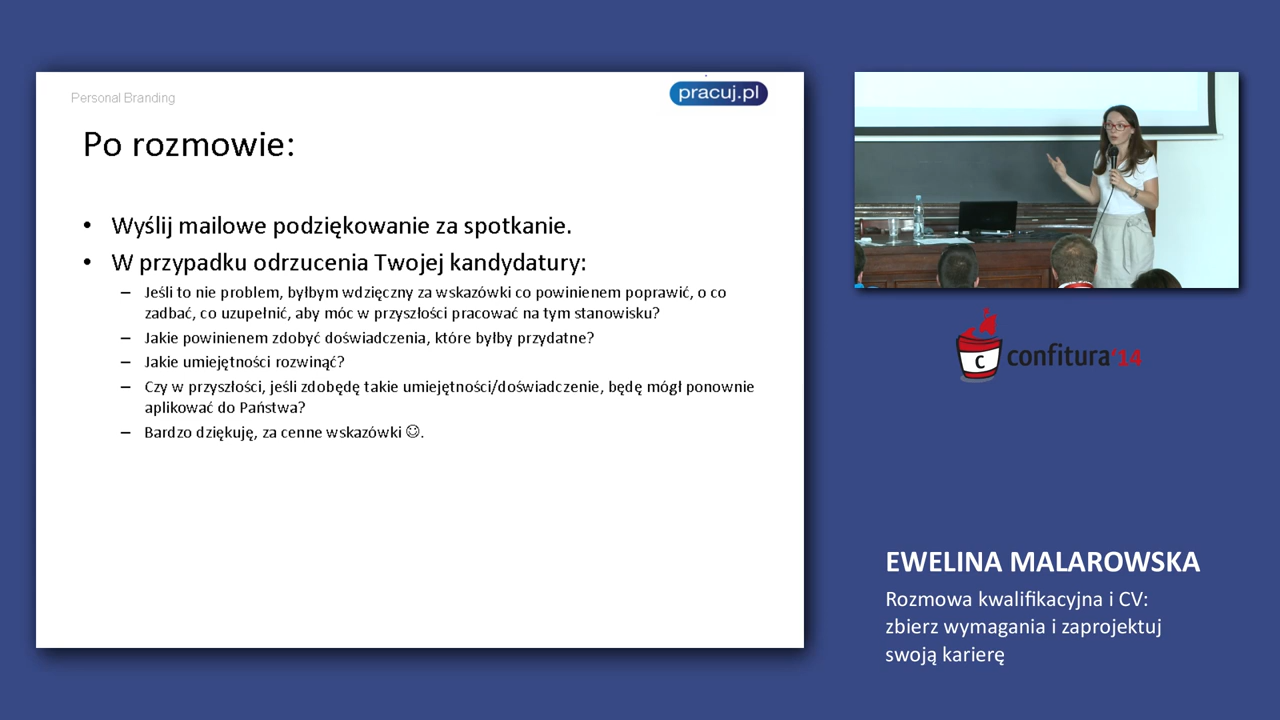 Personal Branding
pracuj.pl
Po rozmowie:
• Wyślij mailowe podziękowanie za spotkanie.
• W przypadku odrzucenia Twojej kandydatury:
– Jeśli to nie problem, byłbym wdzięczny za wskazówki co powinienem poprawić, o co
zadbać, co uzupełnić, aby móc w przyszłości pracować na tym stanowisku?
– Jakie powinienem zdobyć doświadczenia, które byłby przydatne?
– Jakie umiejętności rozwinąć?
– Czy w przyszłości, jeśli zdobędę takie umiejętności/doświadczenie, będę mógł ponownie
aplikować do Państwa?
– Bardzo dziękuję, za cenne wskazówki ☺.
C
confitura'14
EWELINA MALAROWSKA
Rozmowa kwalifikacyjna i CV:
zbierz wymagania i zaprojektuj
swoją karierę